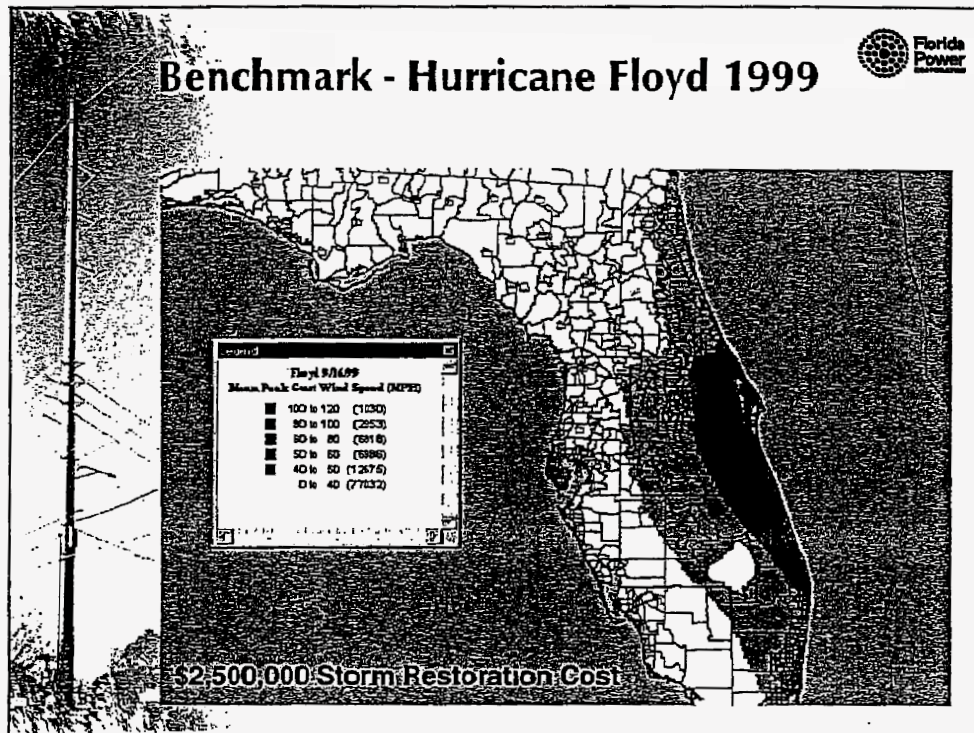 Benchmark - Hurricane Floyd 1999
Florida
Power
CORPORATION
Legend
Floyd 9/16/99
Mean Peak Gust Wind Speed (MPH)
100 to 120 (1030)
80 to 100 (2953)
60 to 80
50 to 60
40 to 50 (12675)
0 to 40 (77032)
$2,500,000 Storm Restoration Cost